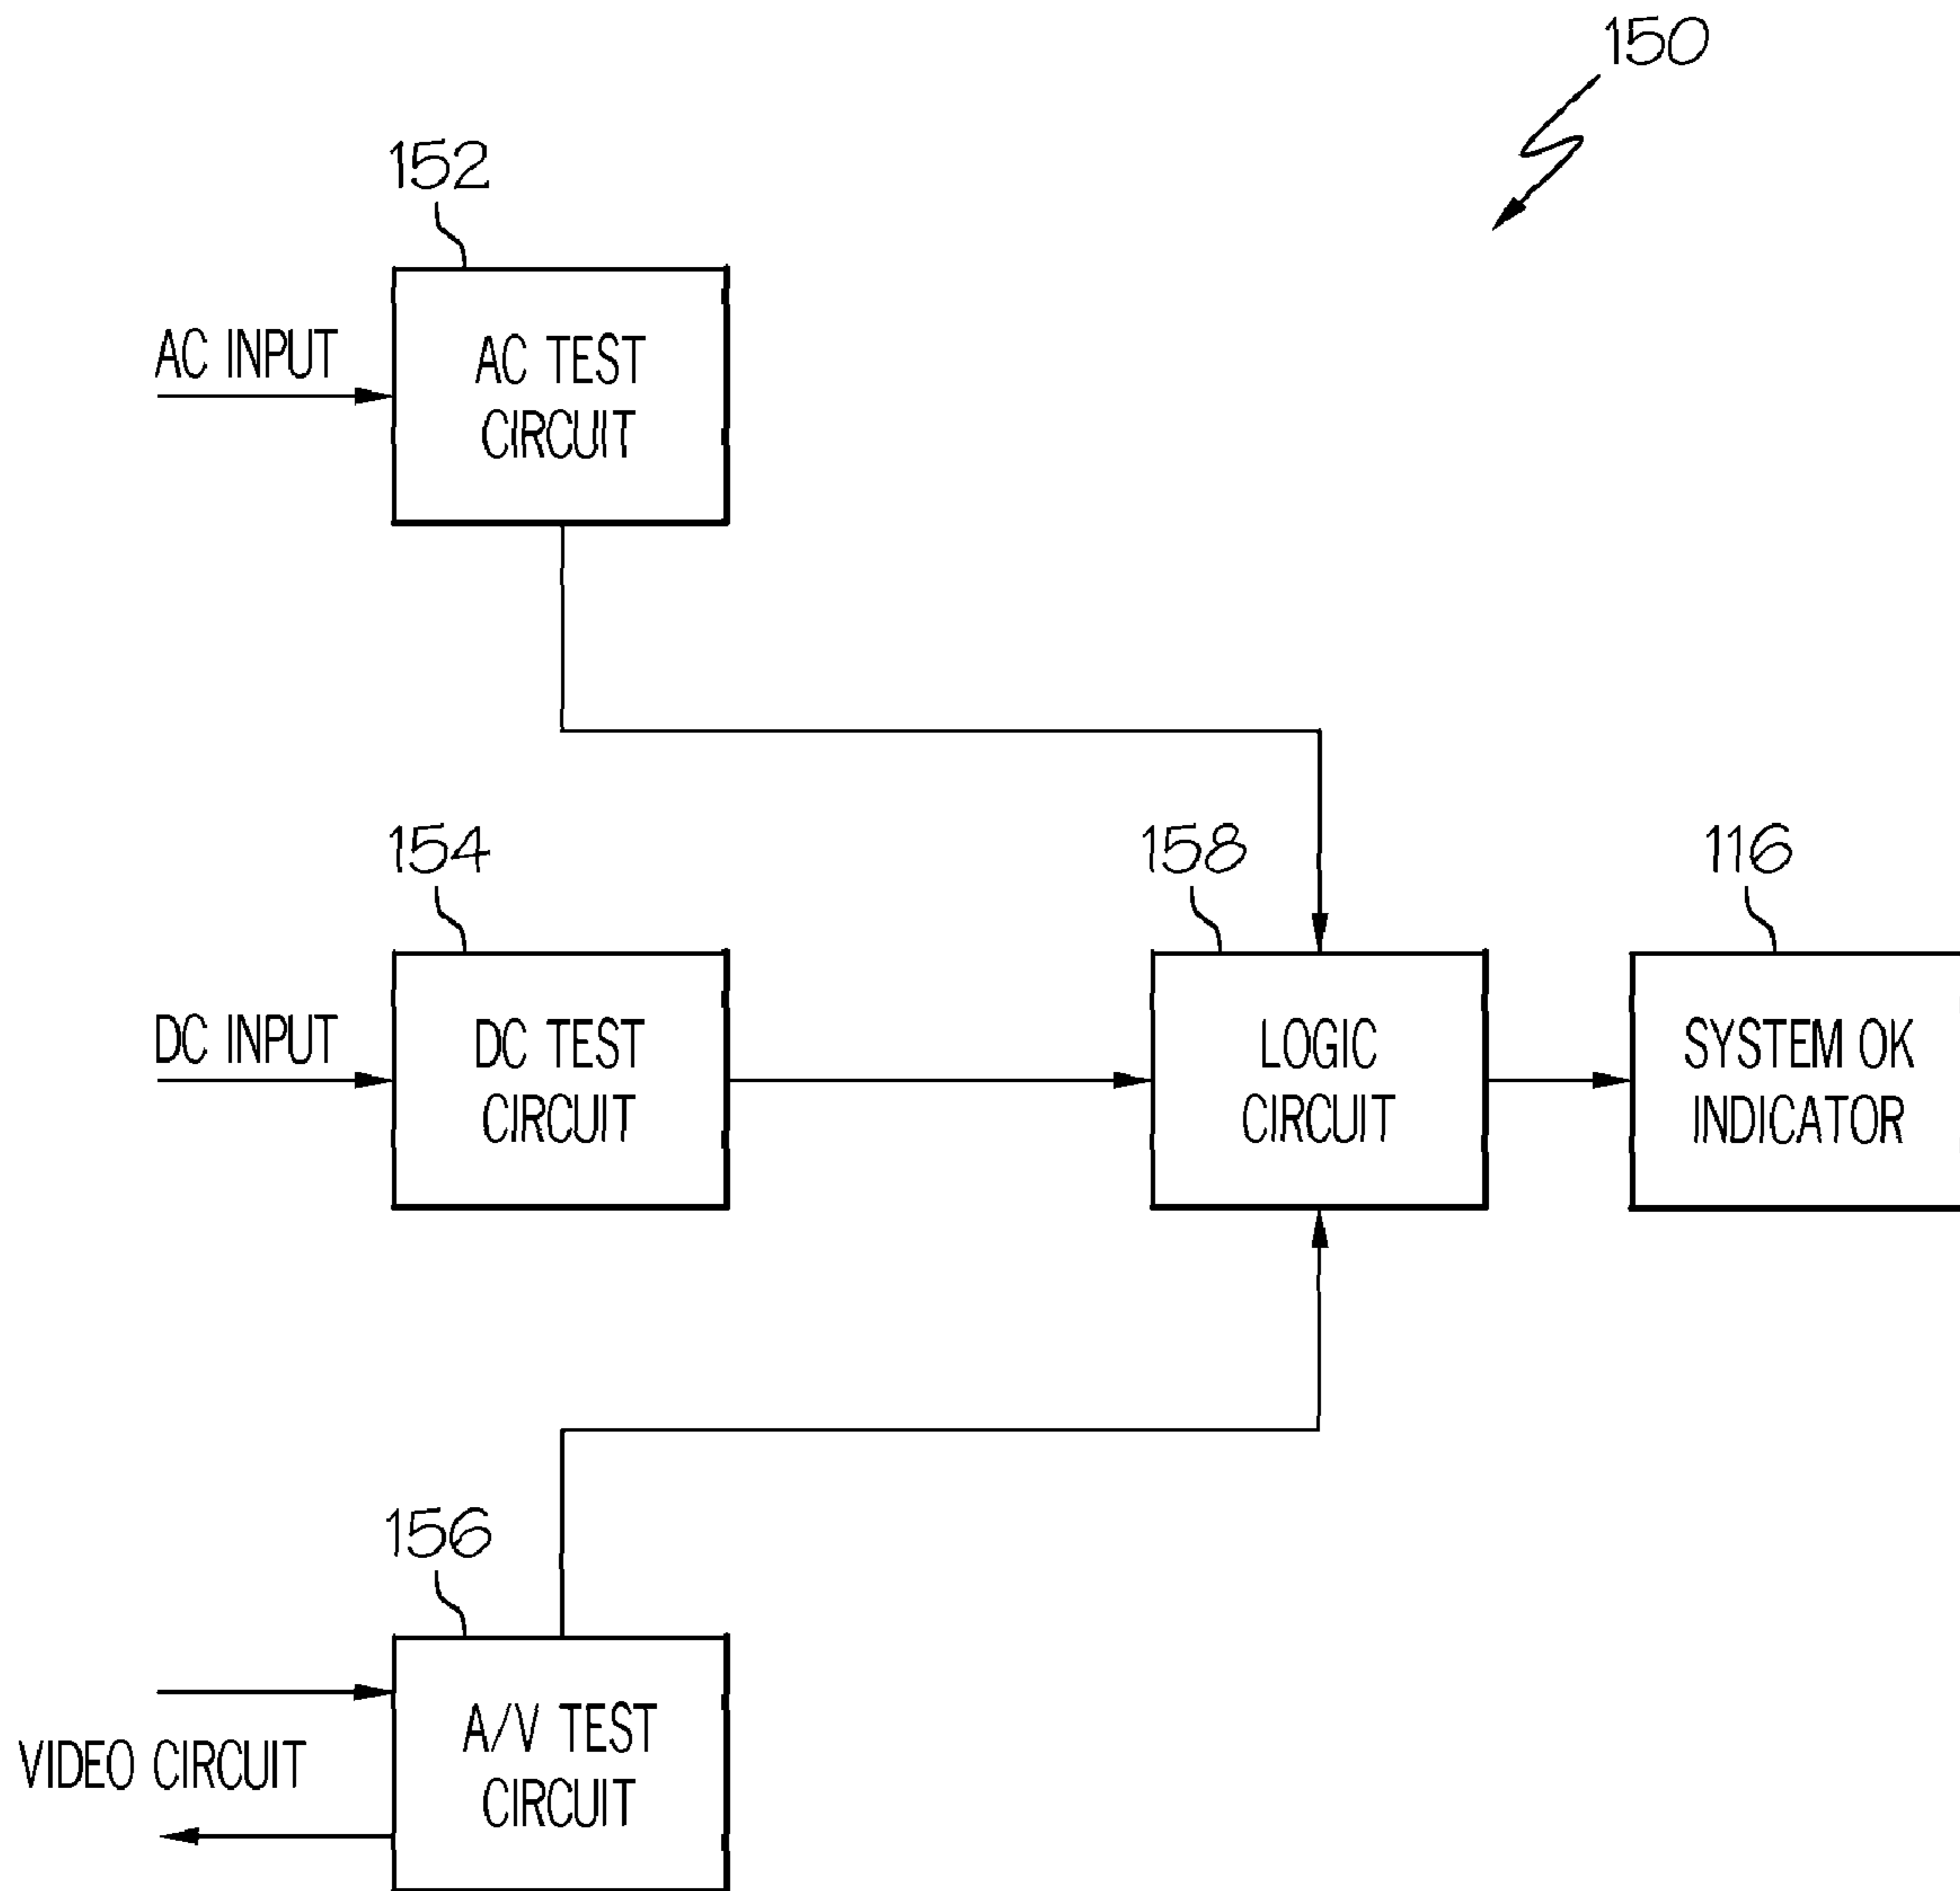 150
152
AC INPUT
AC TEST
CIRCUIT
154
158
116
DC INPUT
DC TEST
CIRCUIT
LOGIC
CIRCUIT
SYSTEM OK
INDICATOR
156
VIDEO CIRCUIT
A/V TEST
CIRCUIT